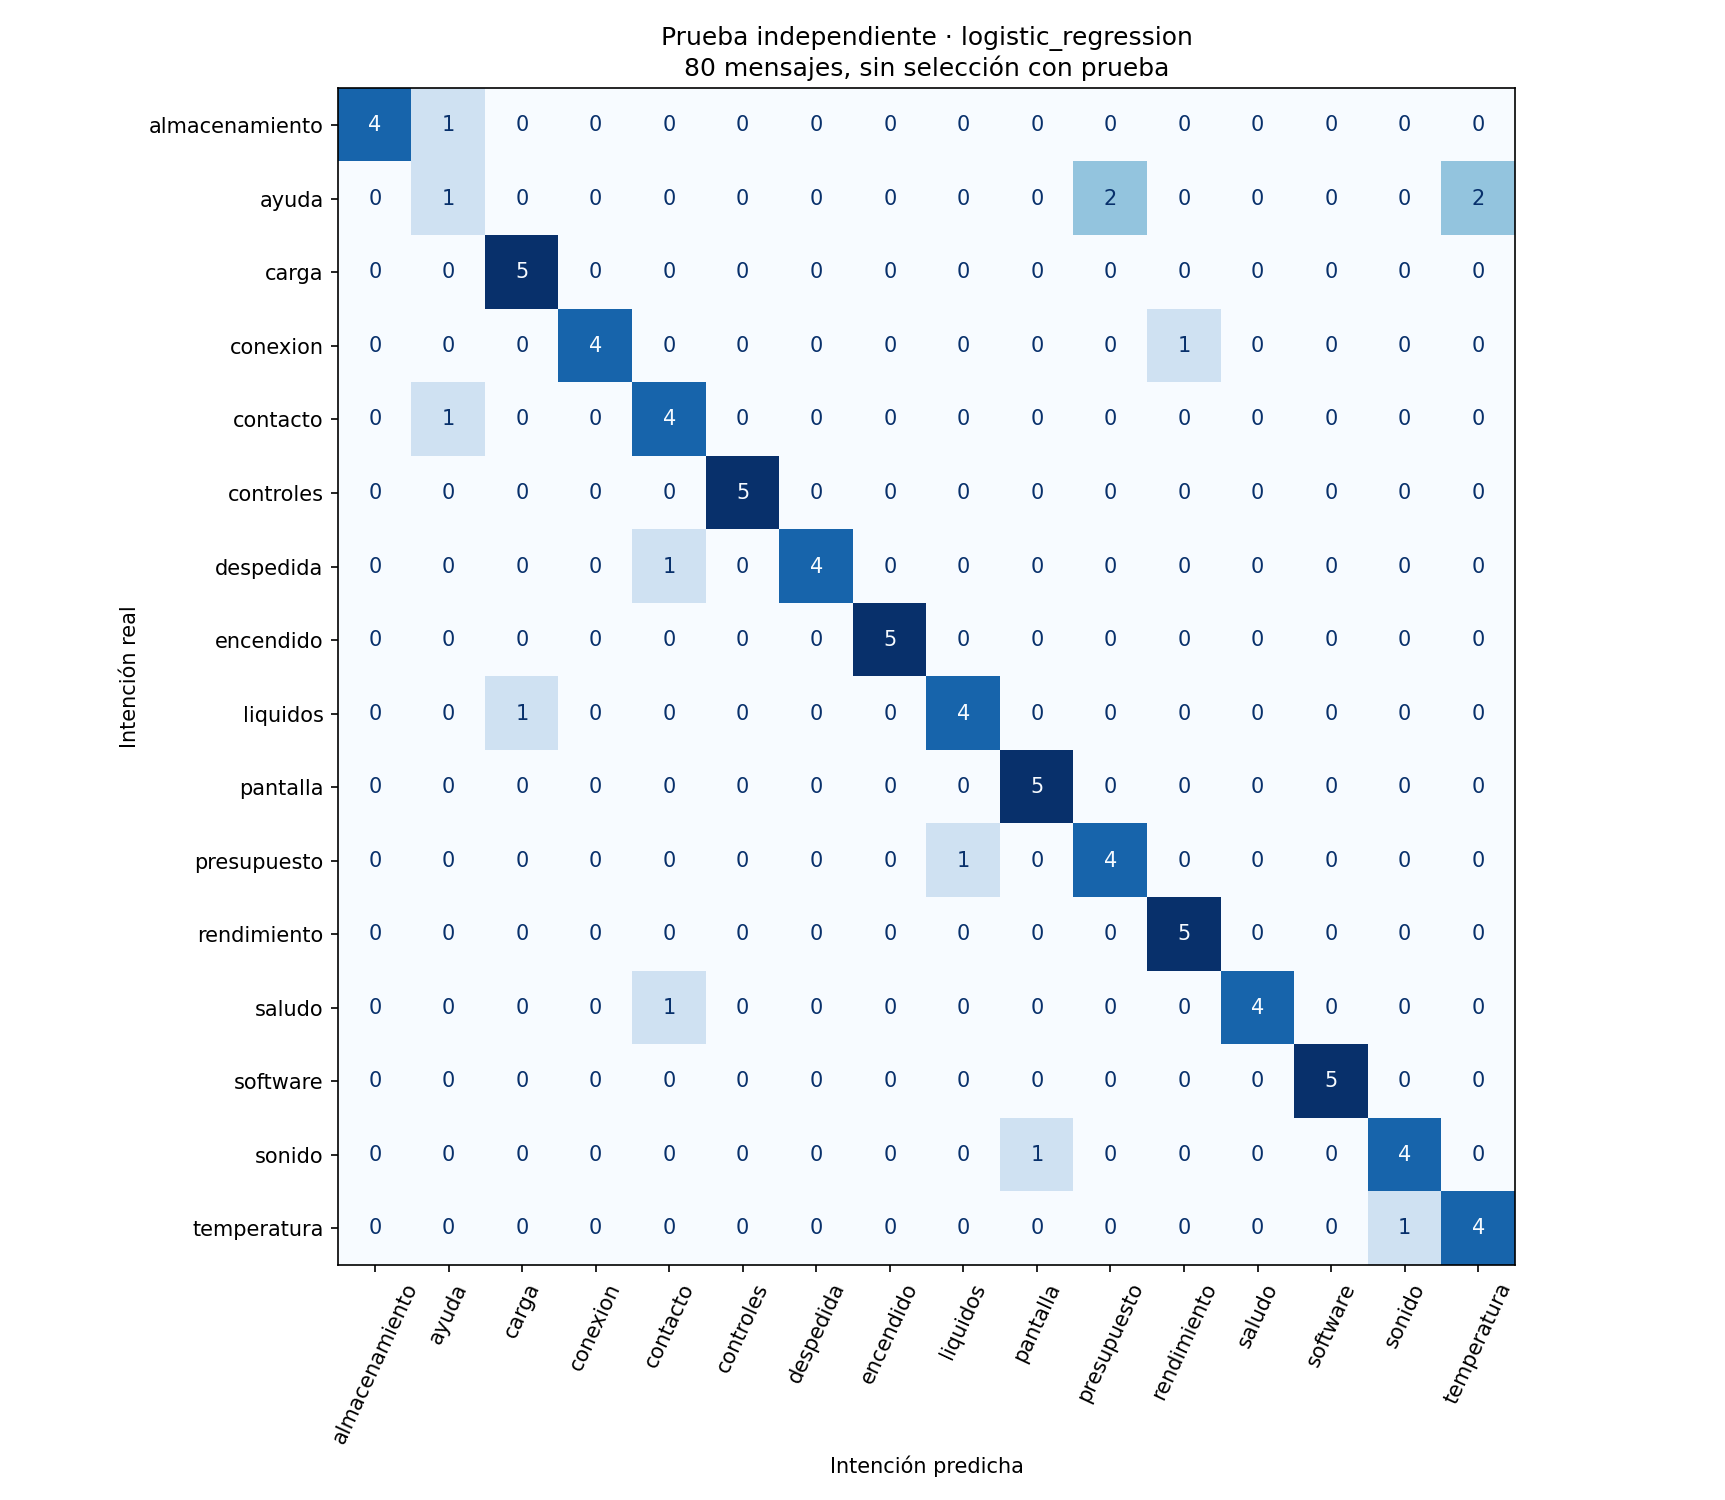 Prueba independiente · logistic_regression
80 mensajes, sin selección con prueba
Intención real
almacenamiento 4 1 0 0 0 0 0 0 0 0 0 0 0 0 0 0
ayuda 0 1 0 0 0 0 0 0 0 0 2 0 0 0 0 2
carga 0 0 5 0 0 0 0 0 0 0 0 0 0 0 0 0
conexion 0 0 0 4 0 0 0 0 0 0 0 1 0 0 0 0
contacto 0 1 0 0 4 0 0 0 0 0 0 0 0 0 0 0
controles 0 0 0 0 0 5 0 0 0 0 0 0 0 0 0 0
despedida 0 0 0 0 1 0 4 0 0 0 0 0 0 0 0 0
encendido 0 0 0 0 0 0 0 5 0 0 0 0 0 0 0 0
liquidos 0 0 1 0 0 0 0 0 4 0 0 0 0 0 0 0
pantalla 0 0 0 0 0 0 0 0 0 5 0 0 0 0 0 0
presupuesto 0 0 0 0 0 0 0 0 1 0 4 0 0 0 0 0
rendimiento 0 0 0 0 0 0 0 0 0 0 0 5 0 0 0 0
saludo 0 0 0 0 1 0 0 0 0 0 0 0 4 0 0 0
software 0 0 0 0 0 0 0 0 0 0 0 0 0 5 0 0
sonido 0 0 0 0 0 0 0 0 0 1 0 0 0 0 4 0
temperatura 0 0 0 0 0 0 0 0 0 0 0 0 0 0 1 4
almacenamiento ayuda carga conexion contacto controles despedida encendido liquidos pantalla presupuesto rendimiento saludo software sonido temperatura
Intención predicha